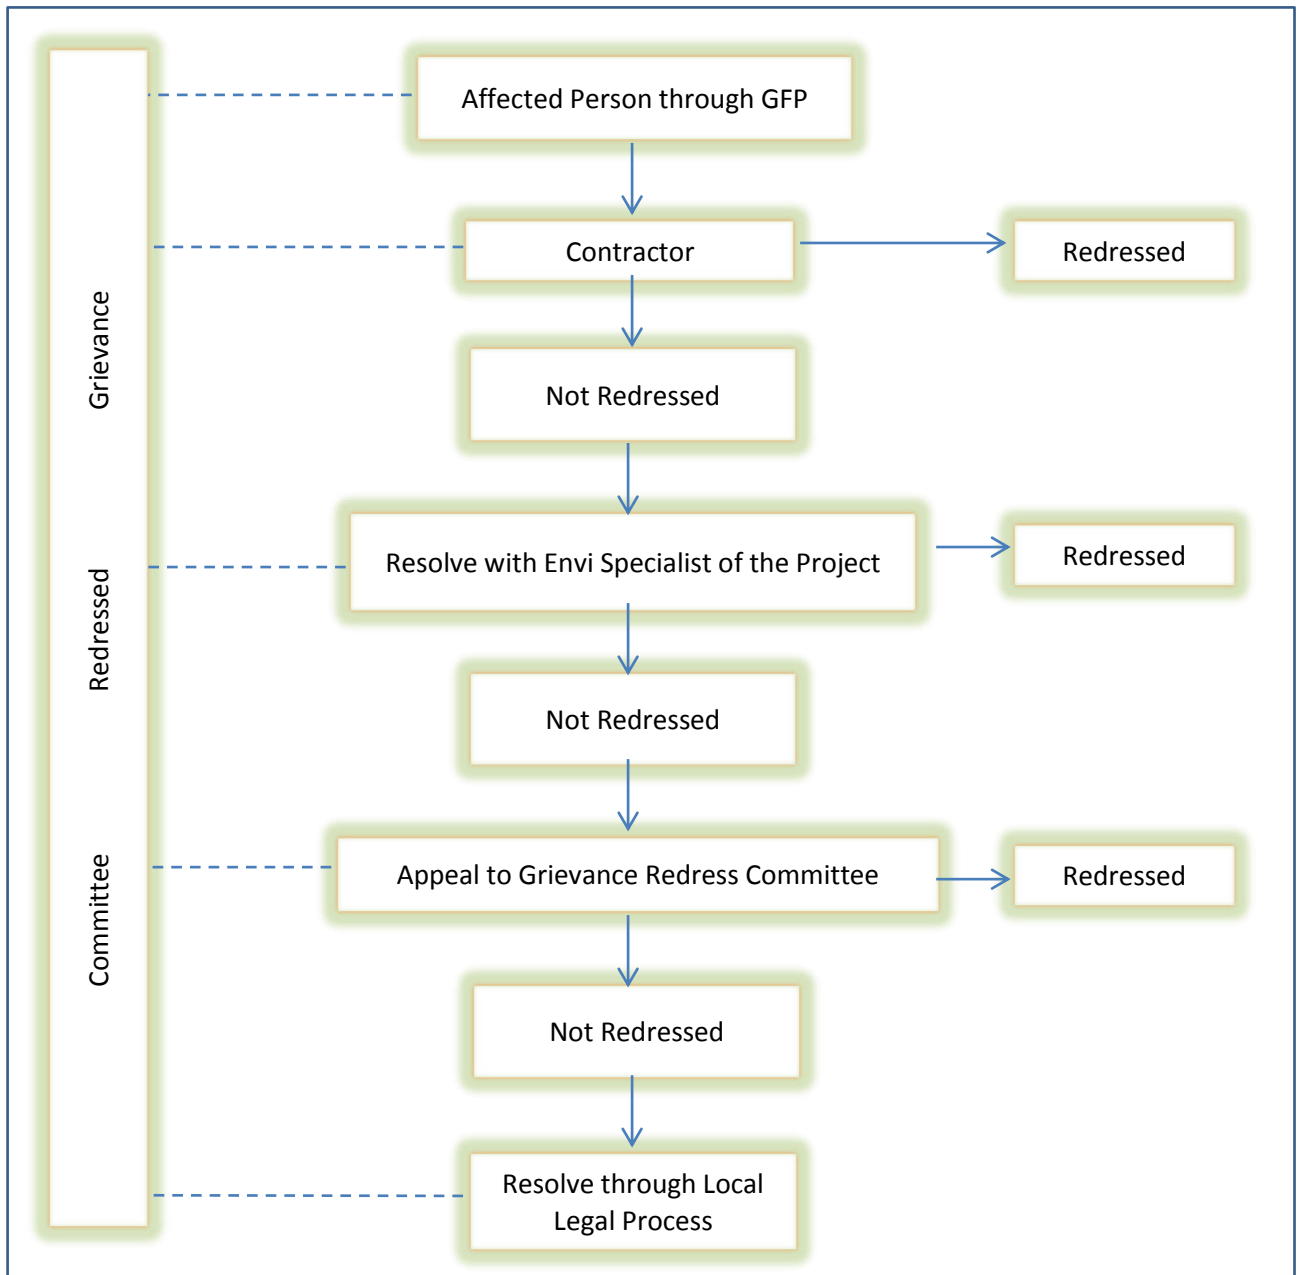 Affected Person through GFP
Contractor
Redressed
Not Redressed
Resolve with Envi Specialist of the Project
Redressed
Not Redressed
Appeal to Grievance Redress Committee
Redressed
Not Redressed
Resolve through Local
Legal Process
Grievance
Redressed
Committee